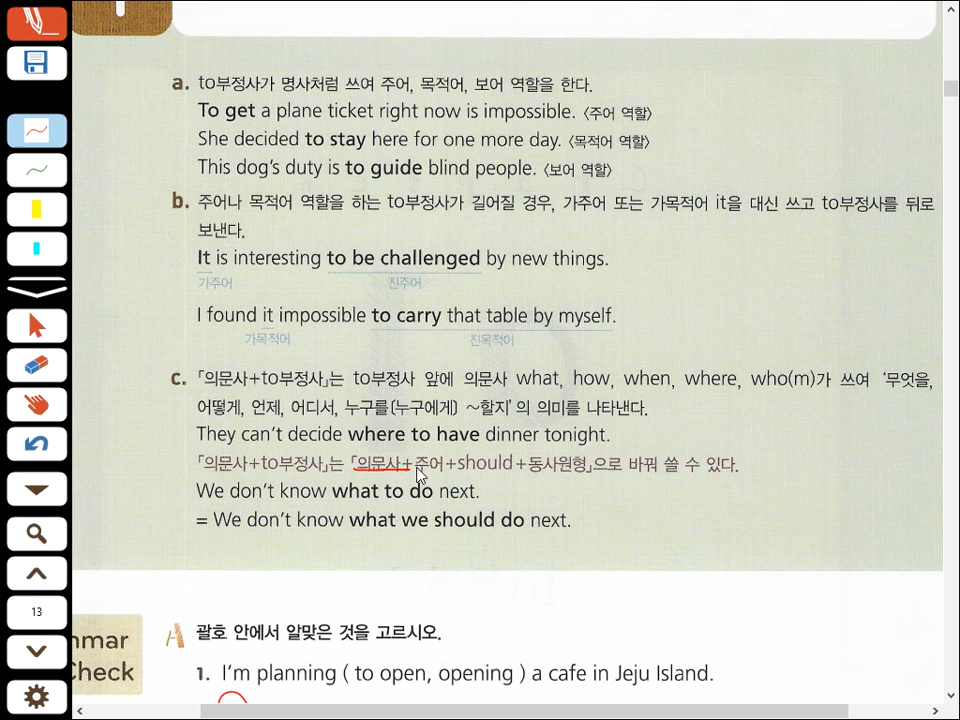 a. to부정사가 명사처럼 쓰여 주어, 목적어, 보어 역할을 한다.
To get a plane ticket right now is impossible. 〈주어 역할〉
She decided to stay here for one more day. 〈목적어 역할〉
This dog's duty is to guide blind people. 〈보어 역할〉
b. 주어나 목적어 역할을 하는 to부정사가 길어질 경우, 가주어 또는 가목적어 it을 대신 쓰고 to부정사를 뒤로
보낸다.
It is interesting to be challenged by new things.
가주어 진주어
I found it impossible to carry that table by myself.
가목적어 진목적어
c. 「의문사+to부정사」는 to부정사 앞에 의문사 what, how, when, where, who(m)가 쓰여 '무엇을,
어떻게, 언제, 어디서, 누구를〔누구에게〕 ~할지'의 의미를 나타낸다.
They can't decide where to have dinner tonight.
「의문사+to부정사」는 「의문사+주어+should+동사원형」으로 바꿔 쓸 수 있다.
We don't know what to do next.
= We don't know what we should do next.
13
mmar
Check
A 괄호 안에서 알맞은 것을 고르시오.
1. I'm planning ( to open, opening ) a cafe in Jeju Island.